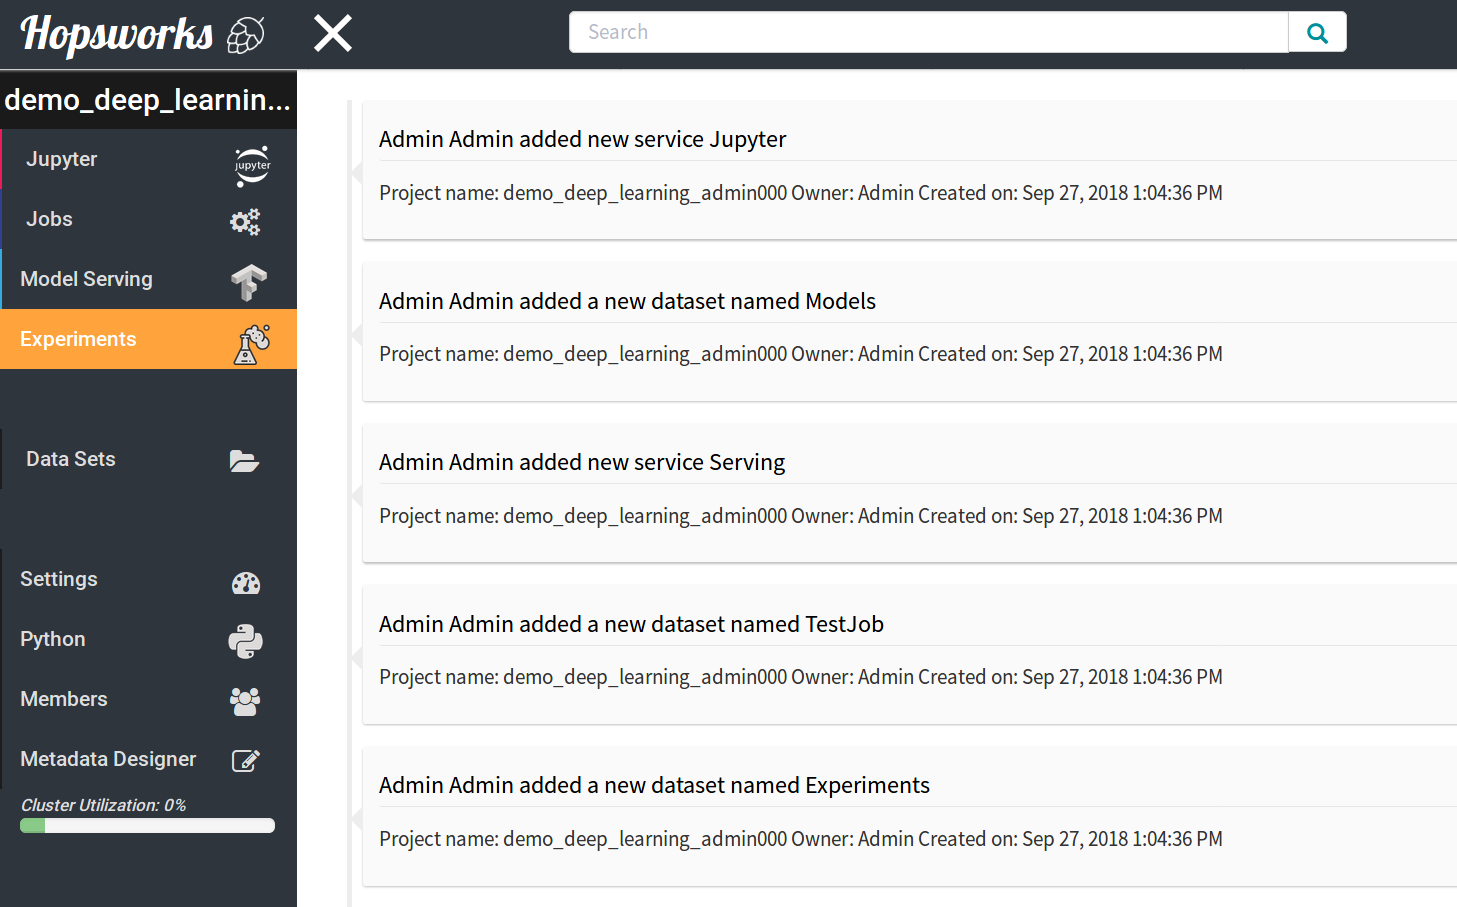 Hopsworks
Search
demo_deep_learnin...
Jupyter
jupyter
Jobs
Model Serving
Experiments
Data Sets
Settings
Python
Members
Metadata Designer
Cluster Utilization: 0%
Admin Admin added new service Jupyter
Project name: demo_deep_learning_admin000 Owner: Admin Created on: Sep 27, 2018 1:04:36 PM
Admin Admin added a new dataset named Models
Project name: demo_deep_learning_admin000 Owner: Admin Created on: Sep 27, 2018 1:04:36 PM
Admin Admin added new service Serving
Project name: demo_deep_learning_admin000 Owner: Admin Created on: Sep 27, 2018 1:04:36 PM
Admin Admin added a new dataset named TestJob
Project name: demo_deep_learning_admin000 Owner: Admin Created on: Sep 27, 2018 1:04:36 PM
Admin Admin added a new dataset named Experiments
Project name: demo_deep_learning_admin000 Owner: Admin Created on: Sep 27, 2018 1:04:36 PM